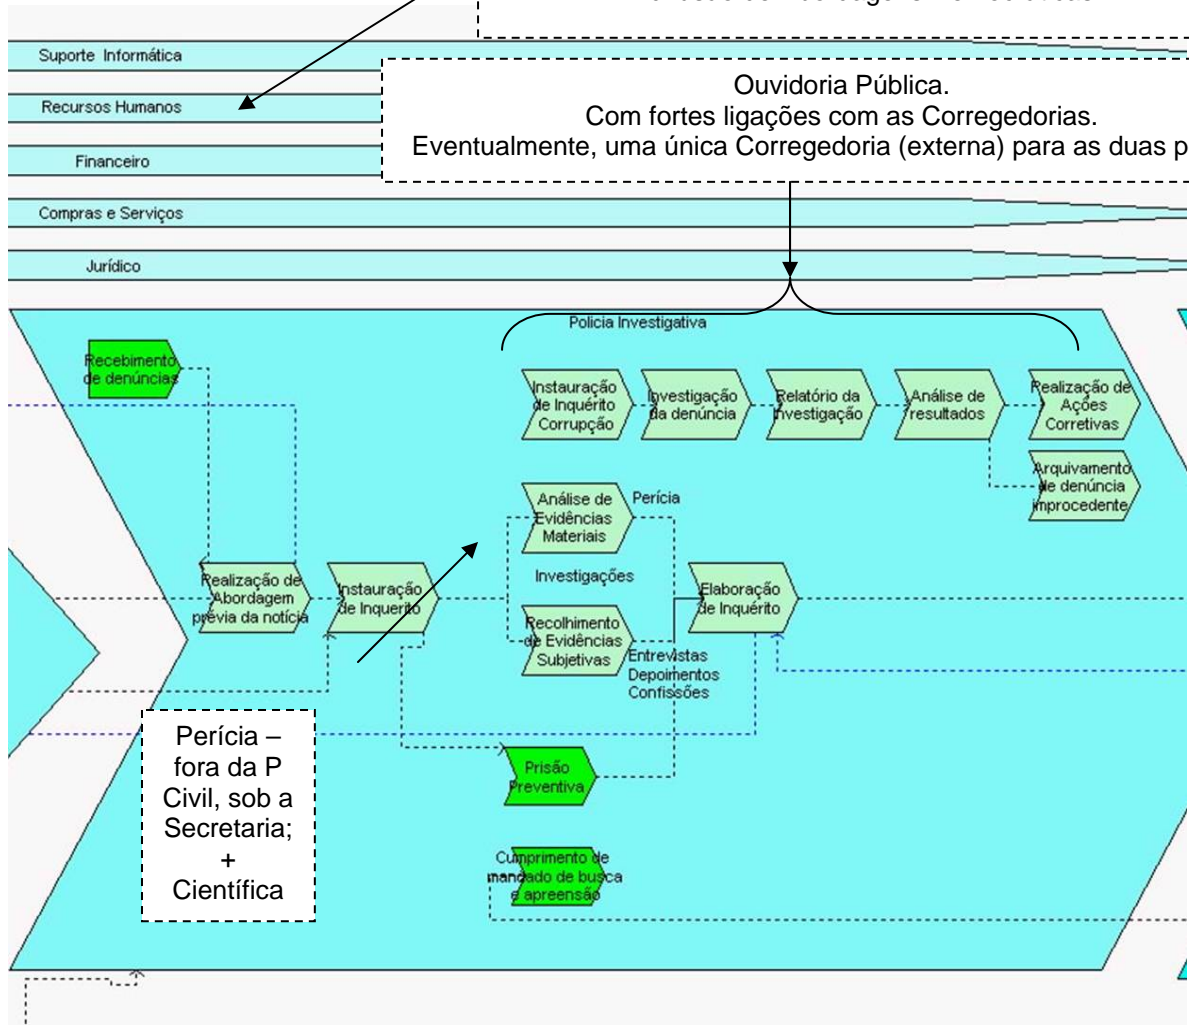 Suporte Informática
Recursos Humanos
Ouvidoria Pública.
Com fortes ligações com as Corregedorias.
Eventualmente, uma única Corregedoria (externa) para as duas p
Financeiro
Compras e Serviços
Jurídico
Policia Investigativa
Recebimento
de denúncias
Instauração
de Inquérito
Corrupção
Investigação
da denúncia
Relatório da
Investigação
Análise de
resultados
Realização de
Ações
Corretivas
Arquivamento
de denúncia
improcedente
Análise de
Evidências
Materiais
Perícia
Investigações
Realização de
Abordagem
prévia da notícia
Instauração
de Inquerito
Recolhimento
de Evidências
Subjetivas
Entrevistas
Depoimentos
Confissões
Elaboração
de Inquérito
Perícia –
fora da P
Civil, sob a
Secretaria;
+
Científica
Prisão
Preventiva
Cumprimento de
mandado de busca
e apreensão